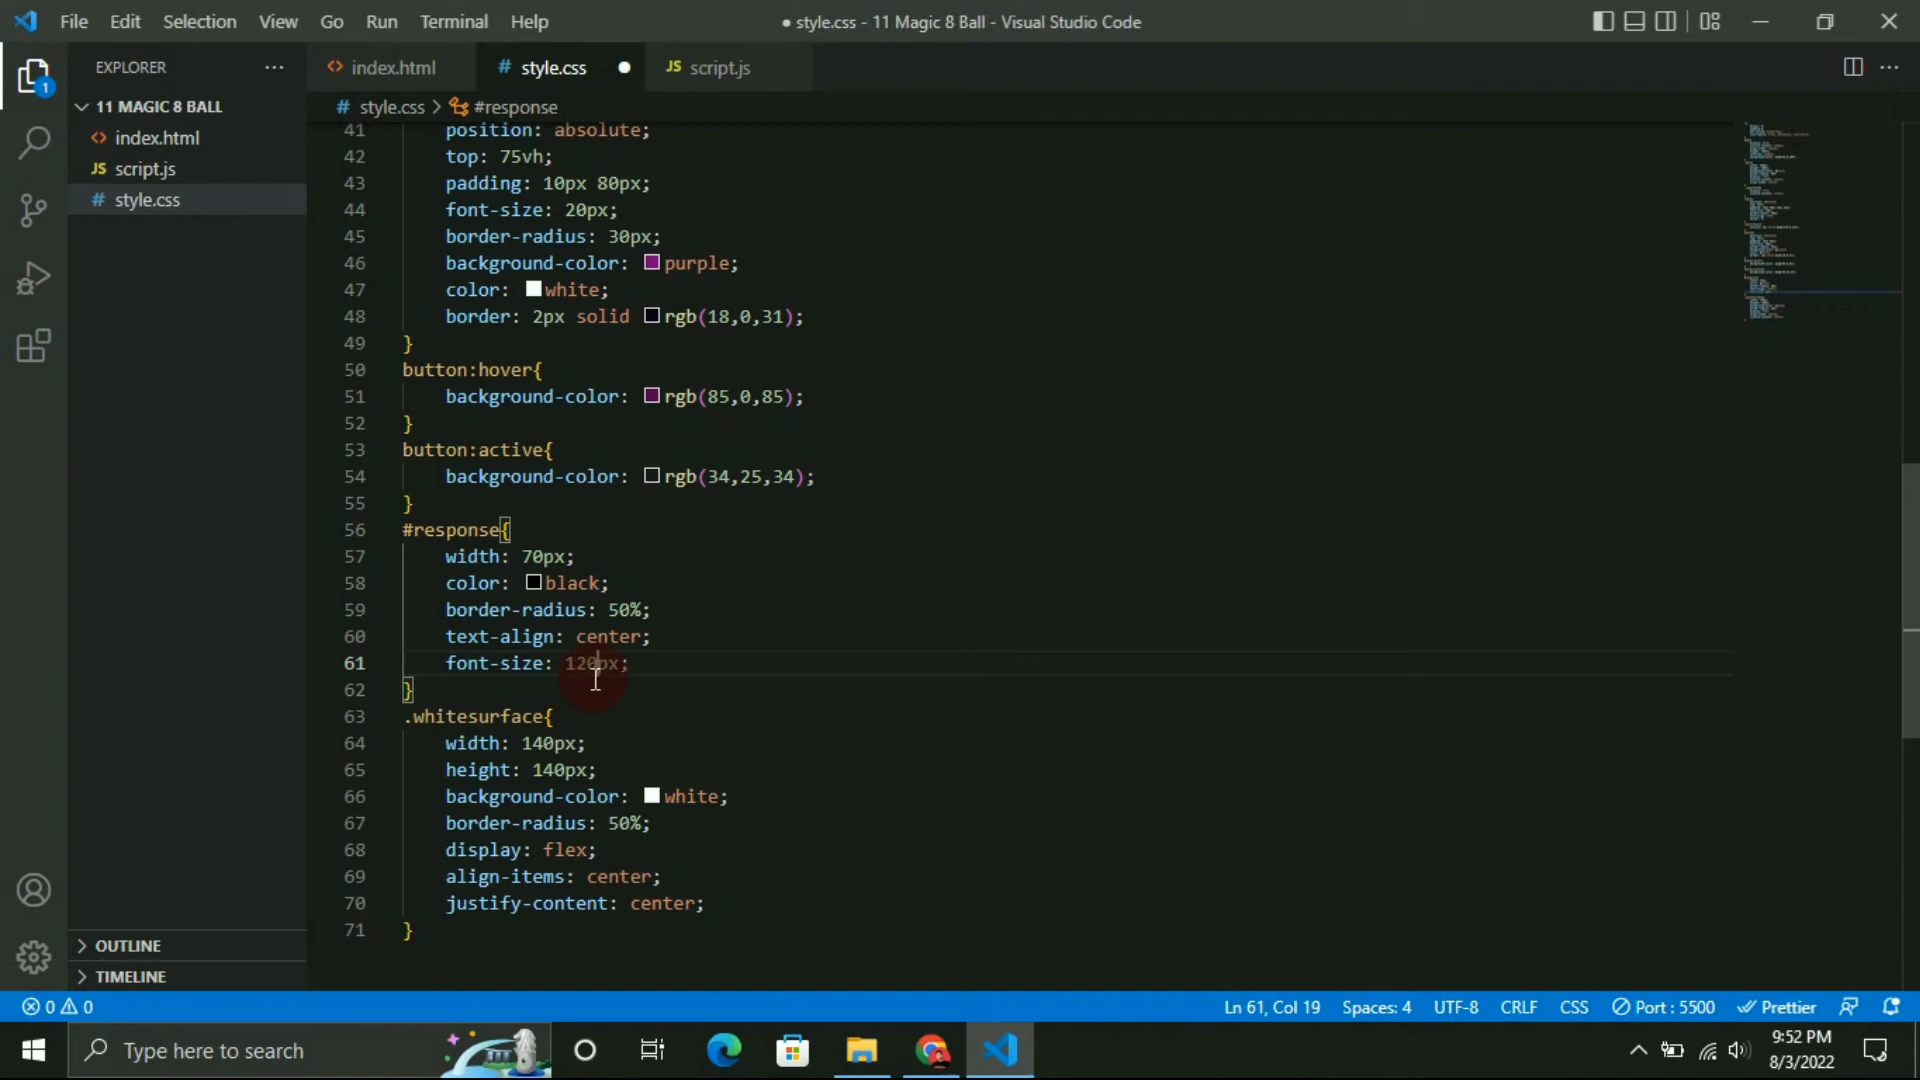 File Edit Selection View Go Run Terminal Help
● style.css - 11 Magic 8 Ball - Visual Studio Code
EXPLORER ···
<> index.html
# style.css ●
JS script.js
1
11 MAGIC 8 BALL
<> index.html
JS script.js
# style.css
OUTLINE
TIMELINE
# style.css > #response
41 position: absolute;
42 top: 75vh;
43 padding: 10px 80px;
44 font-size: 20px;
45 border-radius: 30px;
46 background-color: purple;
47 color: white;
48 border: 2px solid rgb(18,0,31);
49 }
50 button:hover{
51 background-color: rgb(85,0,85);
52 }
53 button:active{
54 background-color: rgb(34,25,34);
55 }
56 #response{
57 width: 70px;
58 color: black;
59 border-radius: 50%;
60 text-align: center;
61 font-size: 120px;
62 }
63 .whitesurface{
64 width: 140px;
65 height: 140px;
66 background-color: white;
67 border-radius: 50%;
68 display: flex;
69 align-items: center;
70 justify-content: center;
71 }
0 0 Ln 61, Col 19 Spaces: 4 UTF-8 CRLF CSS Port : 5500 Prettier
Type here to search
9:52 PM
8/3/2022